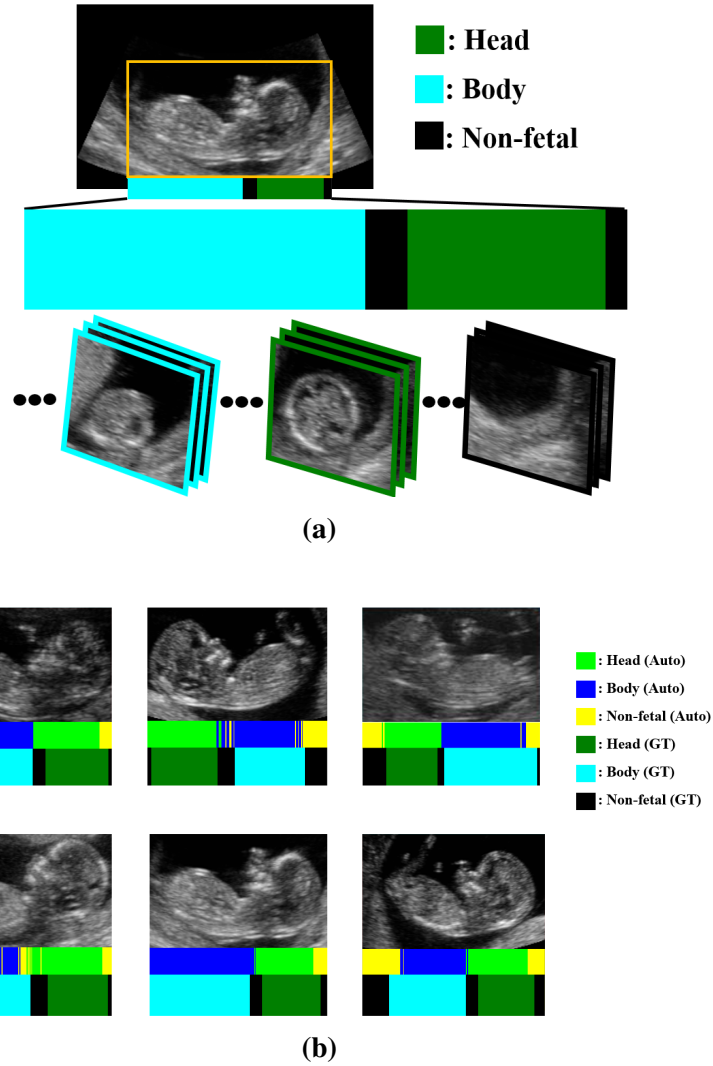 : Head
: Body
: Non-fetal
(a)
: Head (Auto)
: Body (Auto)
: Non-fetal (Auto)
: Head (GT)
: Body (GT)
: Non-fetal (GT)
(b)